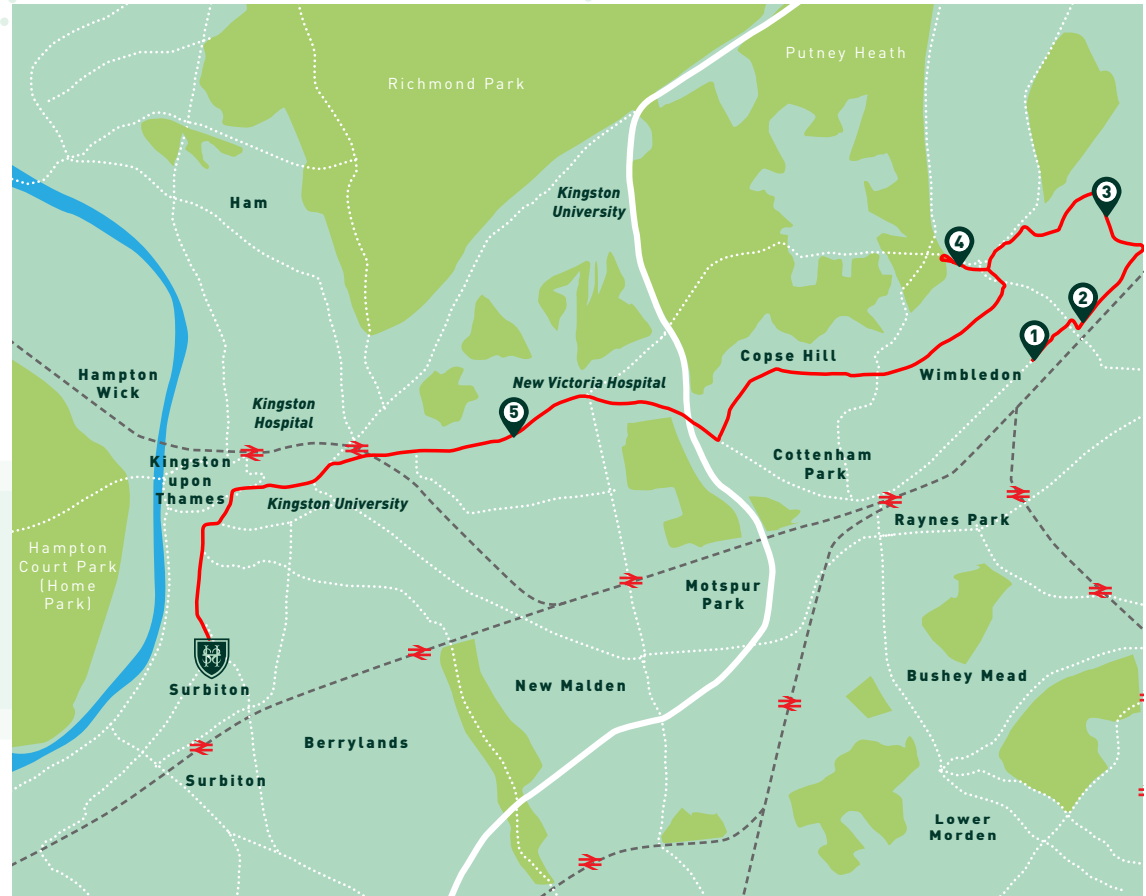 Putney Heath
Richmond Park
Kingston
University
Ham
3
4
2
1
Copse Hill
Wimbledon
Hampton
Wick
New Victoria Hospital
Kingston
Hospital
5
Kingston
upon
Thames
Cottenham
Park
Kingston University
Raynes Park
Hampton
Court Park
(Home
Park)
Motspur
Park
Surbiton
New Malden
Bushey Mead
Berrylands
Surbiton
Lower
Morden